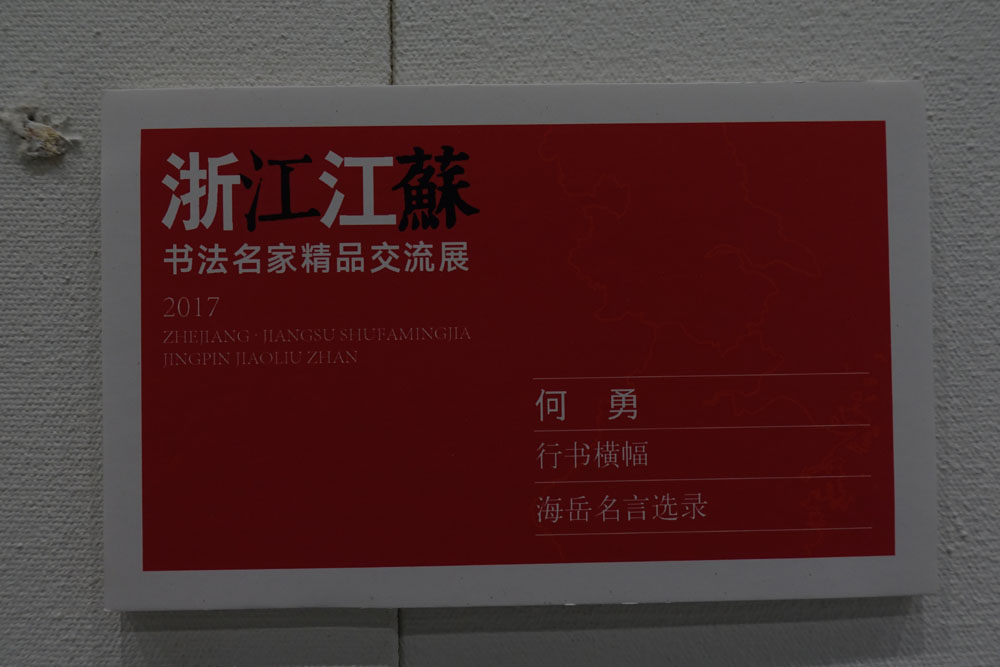 浙江江蘇
书法名家精品交流展
2017
ZHEJIANG · JIANGSU SHUFAMINGJIA
JINGPIN JIAOLIU ZHAN
何 勇
行书横幅
海岳名言选录